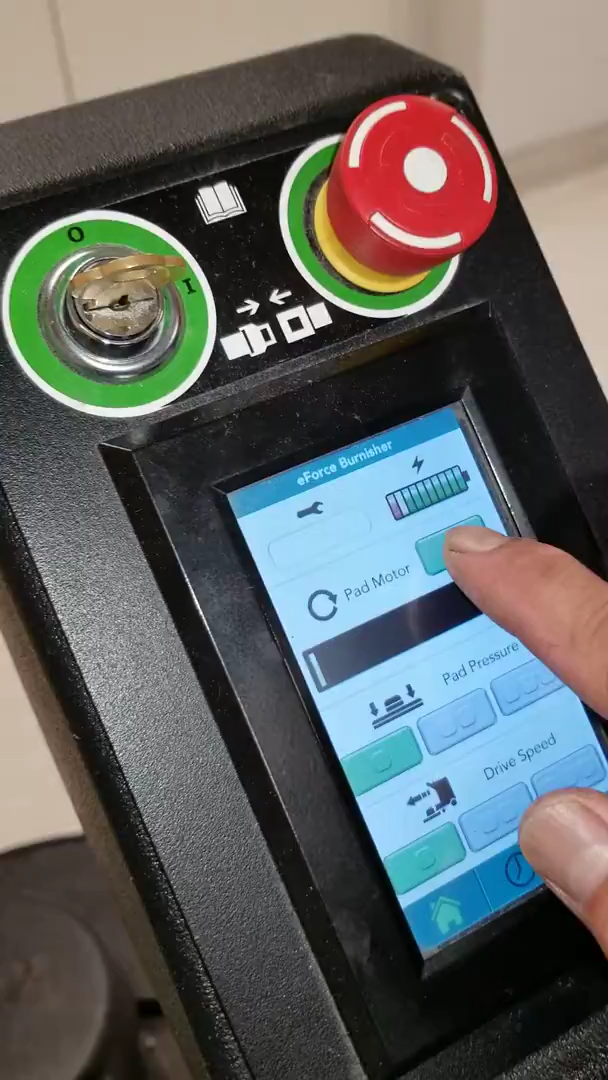 O
I
eForce Burnisher
Pad Motor
Pad Pressure
Drive Speed